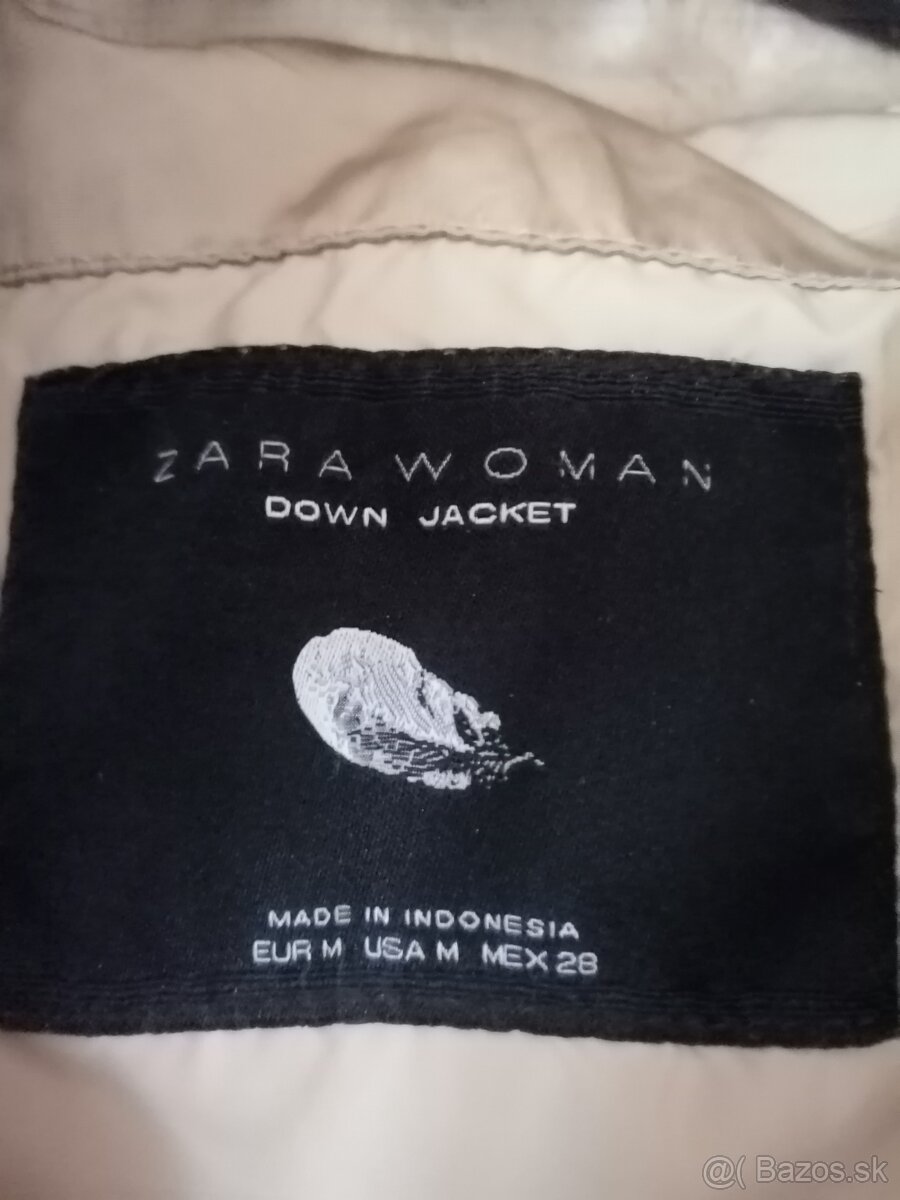 ZARA WOMAN
DOWN JACKET
MADE IN INDONESIA
EUR M USA M MEX 28
@( Bazos.sk